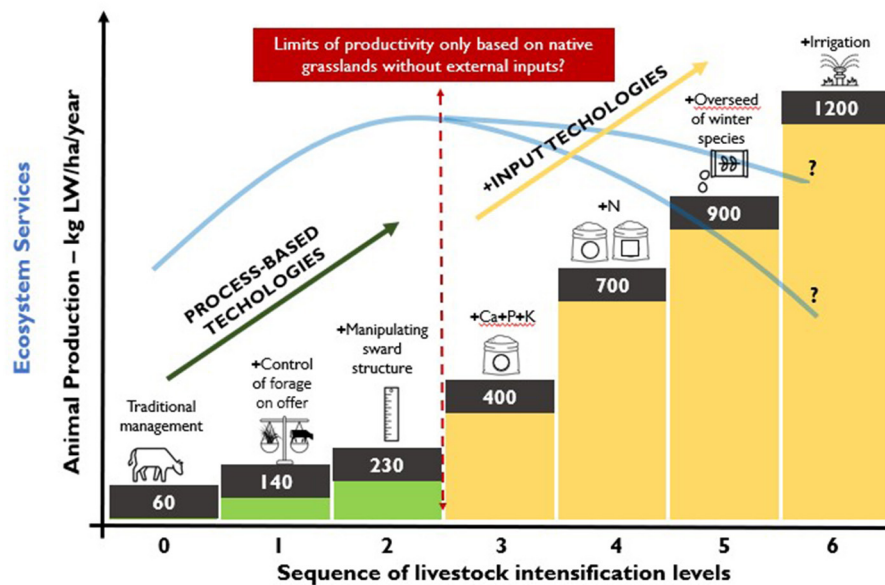 Limits of productivity only based on native
grasslands without external inputs?
+Irrigation
1200
+Overseed
of winter
species
900
+INPUT TECHOLOGIES
?
?
+N
700
PROCESS-BASED
TECHOLOGIES
+Ca+P+K
400
+Manipulating
sward
structure
230
+Control
of forage
on offer
140
Traditional
management
60
Ecosystem Services
Animal Production – kg LW/ha/year
0 1 2 3 4 5 6
Sequence of livestock intensification levels